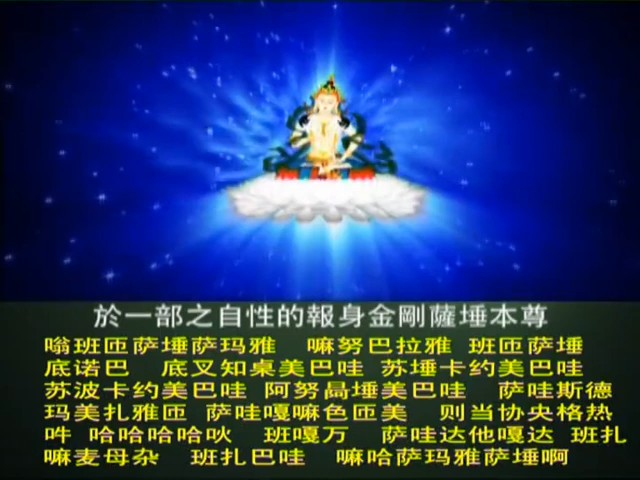 於一部之自性的報身金剛薩埵本尊
嗡班匝萨埵萨玛雅 嘛努巴拉雅 班匝萨埵
底诺巴 底叉知桌美巴哇 苏埵卡约美巴哇
苏波卡约美巴哇 阿努晑埵美巴哇 萨哇斯德
玛美扎雅匝 萨哇嘎嘛色匝美 则当协央格热
吽 哈哈哈哈吙 班嘎万 萨哇达他嘎达 班扎
嘛麦母杂 班扎巴哇 嘛哈萨玛雅萨埵啊